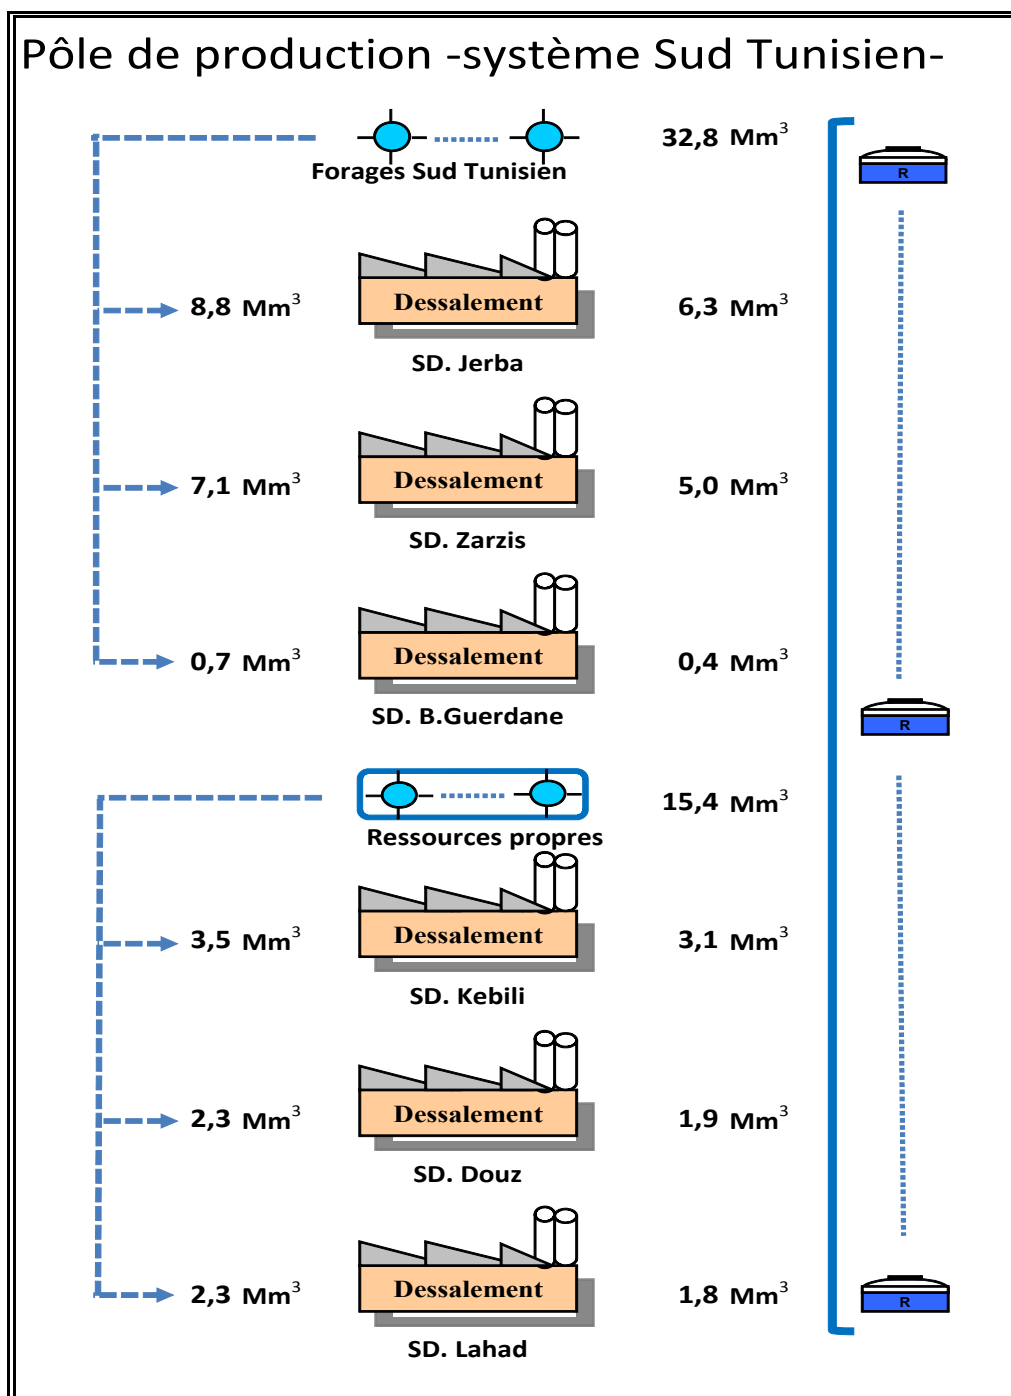 Pôle de production -système Sud Tunisien-
32,8 Mm³
R
Forages Sud Tunisien
8,8 Mm³ Dessalement 6,3 Mm³
SD. Jerba
7,1 Mm³ Dessalement 5,0 Mm³
SD. Zarzis
0,7 Mm³ Dessalement 0,4 Mm³
SD. B.Guerdane
R
15,4 Mm³
Ressources propres
3,5 Mm³ Dessalement 3,1 Mm³
SD. Kebili
2,3 Mm³ Dessalement 1,9 Mm³
SD. Douz
2,3 Mm³ Dessalement 1,8 Mm³
R
SD. Lahad